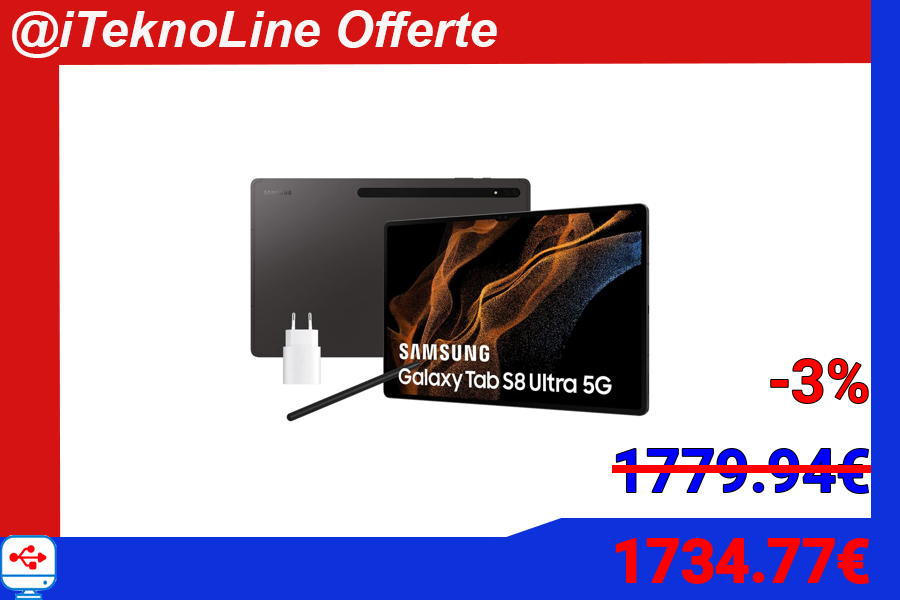 @iTeknoLine Offerte
SAMSUNG
SAMSUNG
Galaxy Tab S8 Ultra 5G
-3%
1779.94€
1734.77€